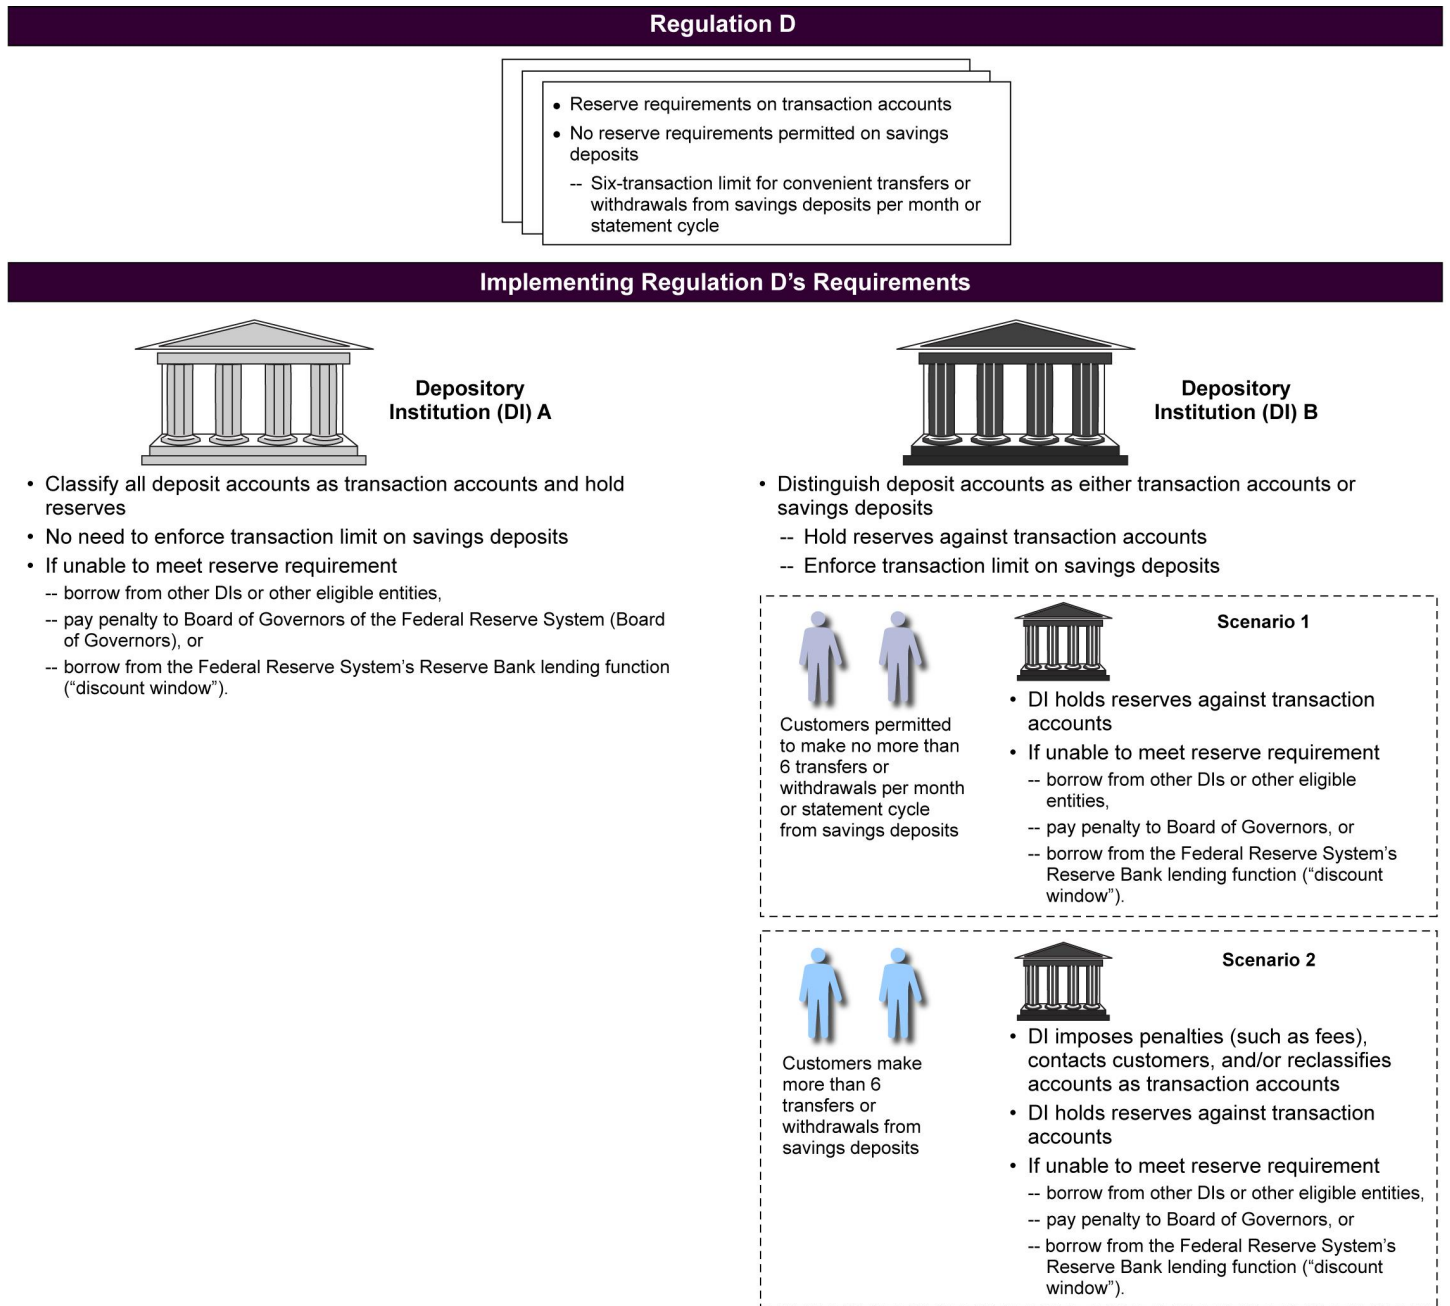 Regulation D
• Reserve requirements on transaction accounts
• No reserve requirements permitted on savings
deposits
-- Six-transaction limit for convenient transfers or
withdrawals from savings deposits per month or
statement cycle
Implementing Regulation D’s Requirements
Depository
Institution (DI) A
• Classify all deposit accounts as transaction accounts and hold
reserves
• No need to enforce transaction limit on savings deposits
• If unable to meet reserve requirement
-- borrow from other DIs or other eligible entities,
-- pay penalty to Board of Governors of the Federal Reserve System (Board
of Governors), or
-- borrow from the Federal Reserve System’s Reserve Bank lending function
(“discount window”).
Depository
Institution (DI) B
• Distinguish deposit accounts as either transaction accounts or
savings deposits
-- Hold reserves against transaction accounts
-- Enforce transaction limit on savings deposits
Customers permitted
to make no more than
6 transfers or
withdrawals per month
or statement cycle
from savings deposits
Scenario 1
• DI holds reserves against transaction
accounts
• If unable to meet reserve requirement
-- borrow from other DIs or other eligible
entities,
-- pay penalty to Board of Governors, or
-- borrow from the Federal Reserve System’s
Reserve Bank lending function (“discount
window”).
Customers make
more than 6
transfers or
withdrawals from
savings deposits
Scenario 2
• DI imposes penalties (such as fees),
contacts customers, and/or reclassifies
accounts as transaction accounts
• DI holds reserves against transaction
accounts
• If unable to meet reserve requirement
-- borrow from other DIs or other eligible entities,
-- pay penalty to Board of Governors, or
-- borrow from the Federal Reserve System’s
Reserve Bank lending function (“discount
window”).